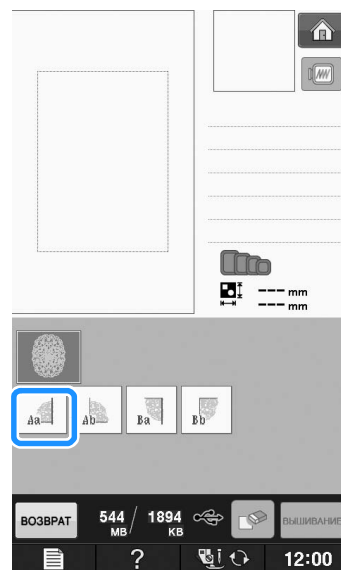 --- mm
--- mm
Aa Ab Ba Bb
ВОЗВРАТ 544 MB / 1894 KB ВЫШИВАНИЕ
? 12:00